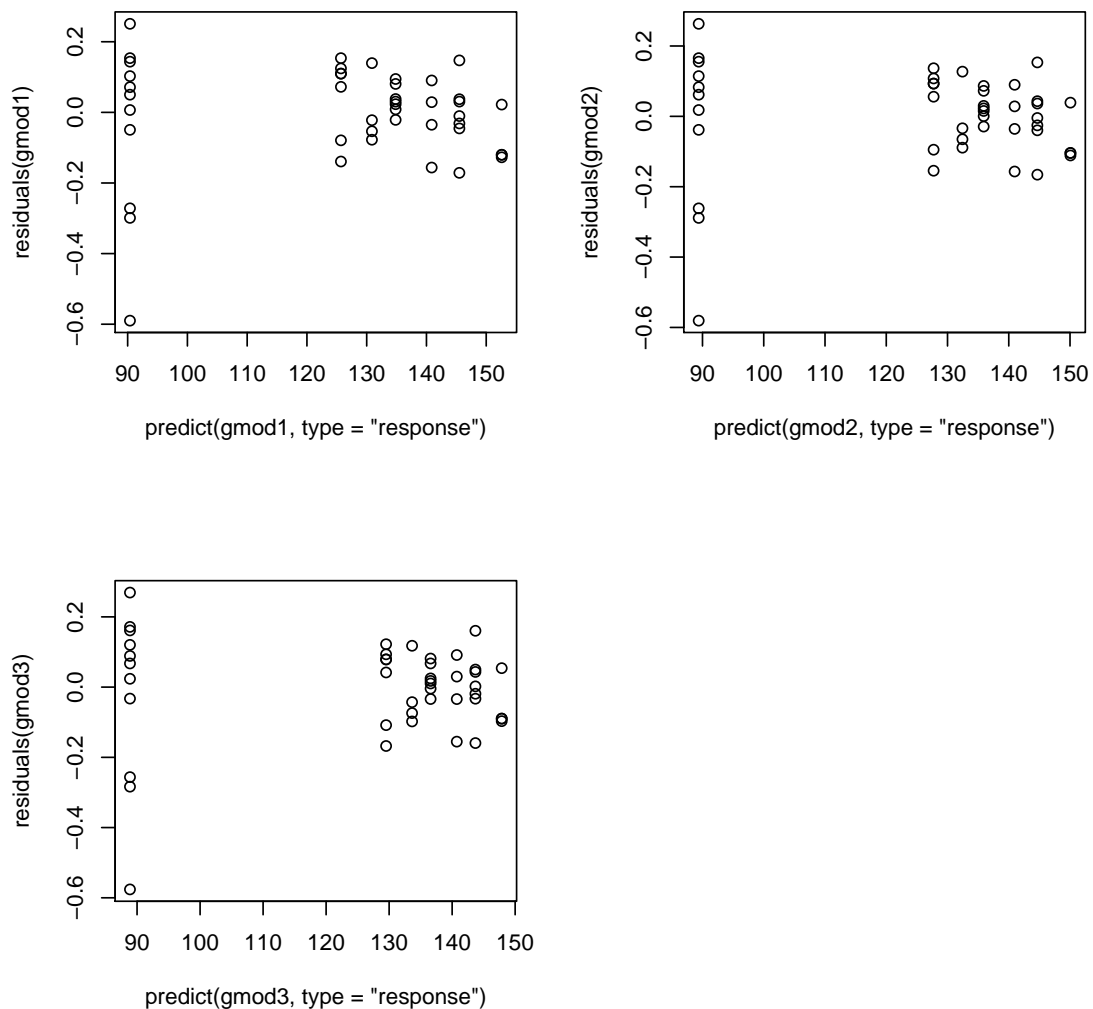 residuals(gmod1)
0.2
0.0
−0.2
−0.4
−0.6
90 100 110 120 130 140 150
predict(gmod1, type = "response")
residuals(gmod2)
0.2
0.0
−0.2
−0.4
−0.6
90 100 110 120 130 140 150
predict(gmod2, type = "response")
residuals(gmod3)
0.2
0.0
−0.2
−0.4
−0.6
90 100 110 120 130 140 150
predict(gmod3, type = "response")